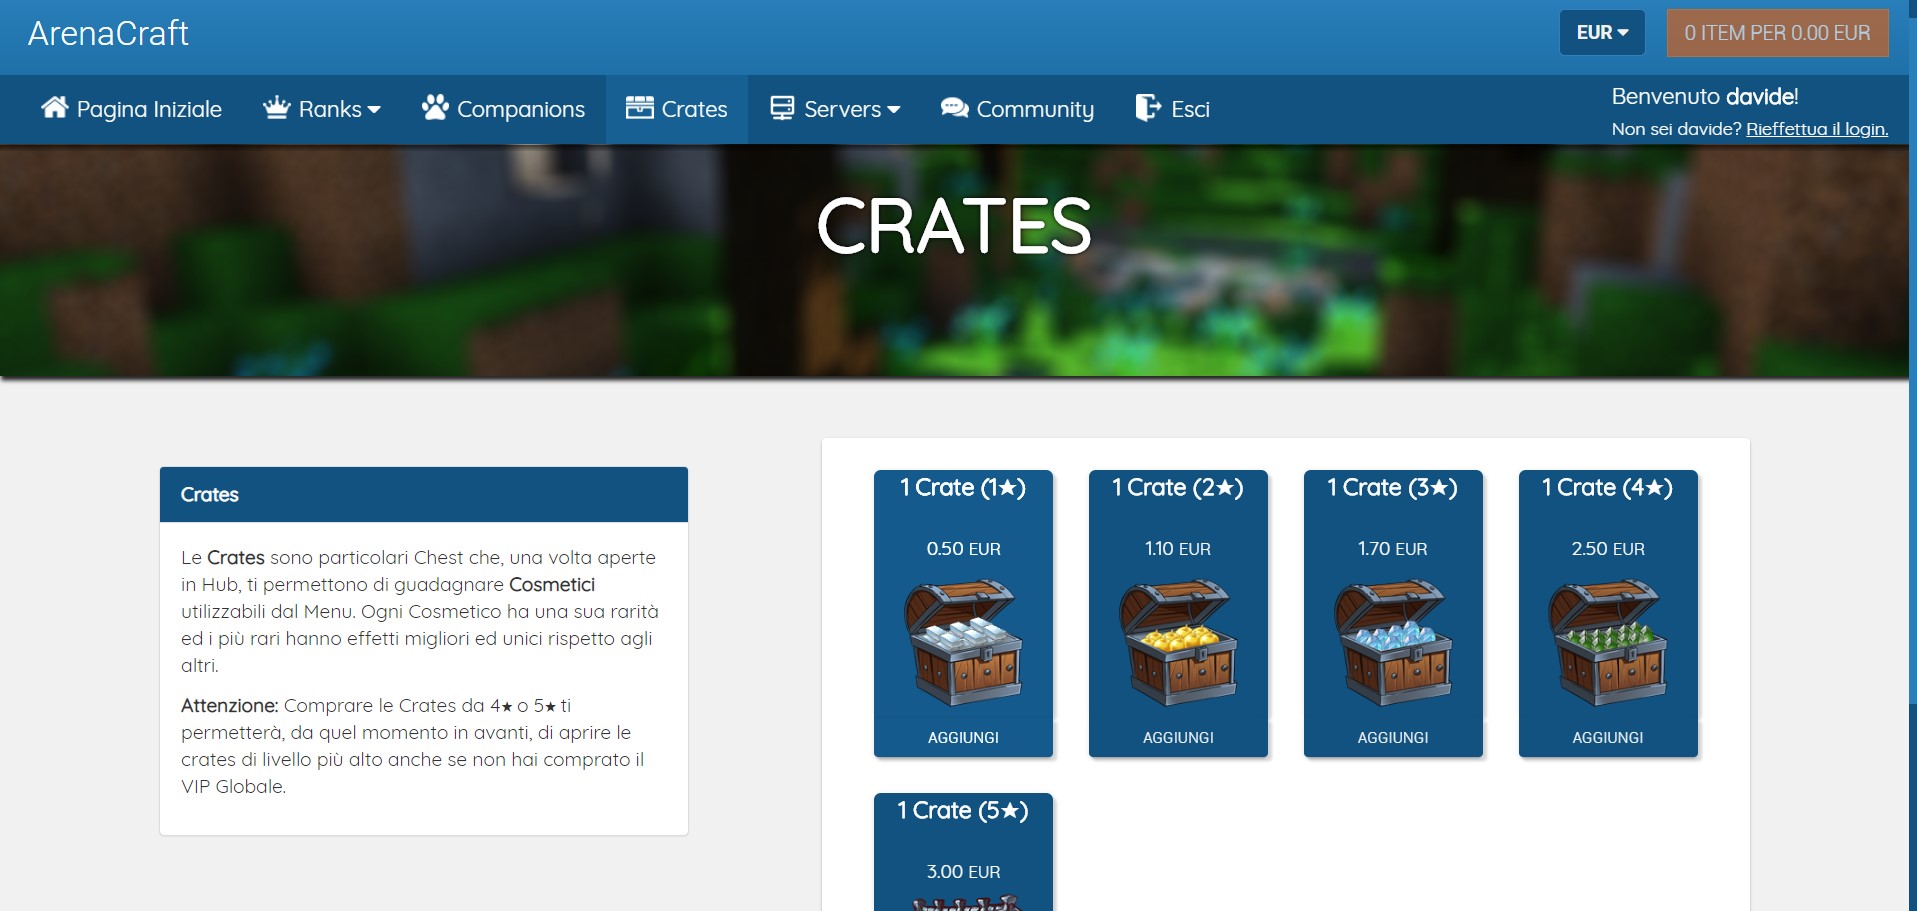 ArenaCraft
EUR
0 ITEM PER 0.00 EUR
Pagina Iniziale
Ranks
Companions
Crates
Servers
Community
Esci
Benvenuto davide!
Non sei davide? Rieffettua il login.
CRATES
Crates
Le Crates sono particolari Chest che, una volta aperte
in Hub, ti permettono di guadagnare Cosmetici
utilizzabili dal Menu. Ogni Cosmetico ha una sua rarità
ed i più rari hanno effetti migliori ed unici rispetto agli
altri.
Attenzione: Comprare le Crates da 4★ o 5★ ti
permetterà, da quel momento in avanti, di aprire le
crates di livello più alto anche se non hai comprato il
VIP Globale.
1 Crate (1★)
0.50 EUR
AGGIUNGI
1 Crate (2★)
1.10 EUR
AGGIUNGI
1 Crate (3★)
1.70 EUR
AGGIUNGI
1 Crate (4★)
2.50 EUR
AGGIUNGI
1 Crate (5★)
3.00 EUR